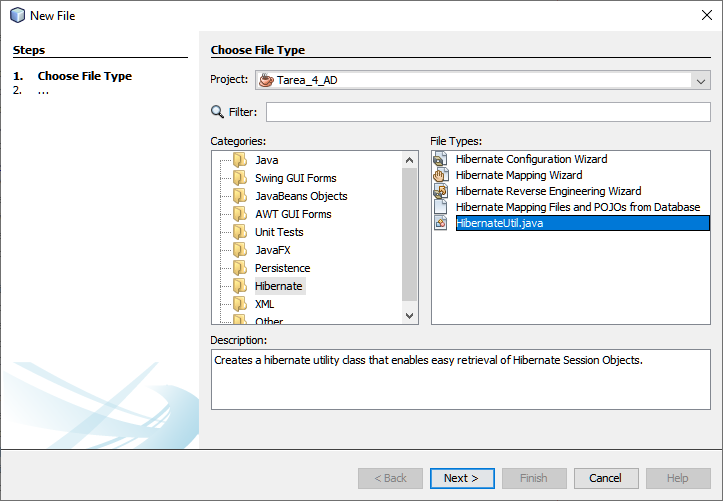 New File
Steps
1. Choose File Type
2. ...
Choose File Type
Project: Tarea_4_AD
Filter:
Categories:
Java
Swing GUI Forms
JavaBeans Objects
AWT GUI Forms
Unit Tests
JavaFX
Persistence
Hibernate
XML
Other
File Types:
Hibernate Configuration Wizard
Hibernate Mapping Wizard
Hibernate Reverse Engineering Wizard
Hibernate Mapping Files and POJOs from Database
HibernateUtil.java
Description:
Creates a hibernate utility class that enables easy retrieval of Hibernate Session Objects.
< Back Next > Finish Cancel Help